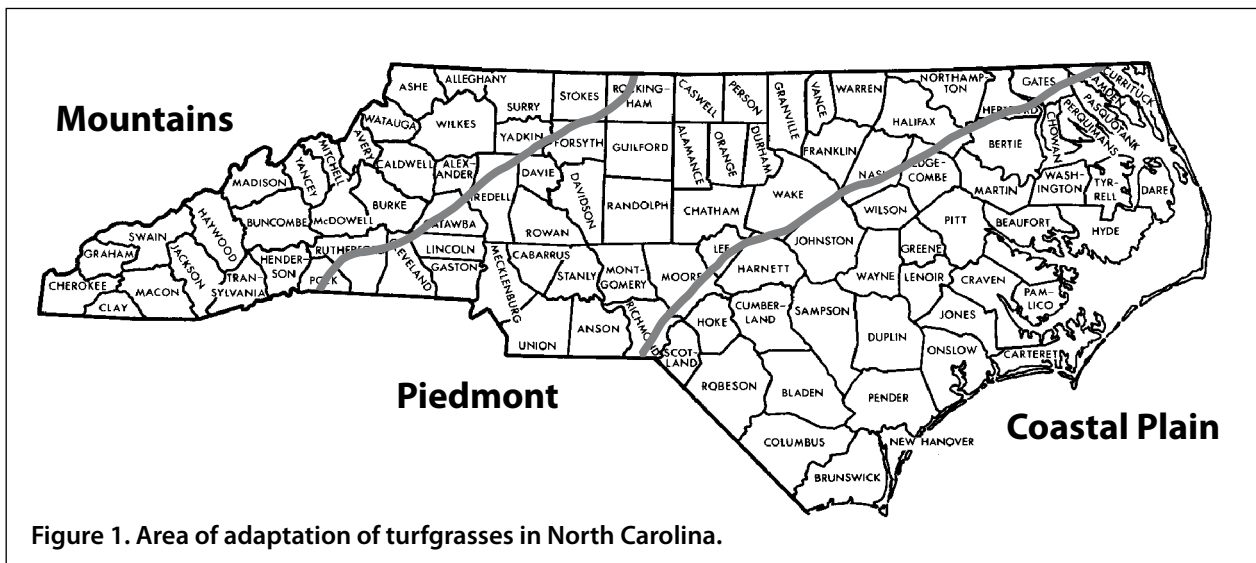 Mountains
Piedmont
Coastal Plain
ASHE
ALLEGHANY
SURRY
STOKES
ROCKING-
HAM
CASWELL
PERSON
GRANVILLE
VANCE
WARREN
NORTHAMP
TON
GATES
CURRITUCK
PASQUOTANK
PERQUIMANS
CHOWAN
HALIFAX
BERTIE
WATAUGA
WILKES
YADKIN
FORSYTH
GUILFORD
ALAMANCE
ORANGE
DURHAM
FRANKLIN
NASH
EDGE-
COMBE
MARTIN
WASH-
INGTON
TYR-
RELL
DARE
MITCHELL
AVERY
YANCEY
CALDWELL
ALEX-
ANDER
IREDELL
DAVIE
DAVIDSON
RANDOLPH
CHATHAM
WAKE
WILSON
PITT
BEAUFORT
HYDE
MADISON
BUNCOMBE
McDOWELL
BURKE
CATAWBA
ROWAN
LEE
JOHNSTON
GREENE
HAYWOOD
SWAIN
GRAHAM
JACKSON
HENDER-
SON
LINCOLN
GASTON
MECKLENBURG
CABARRUS
STANLY
MONT-
GOMERY
MOORE
HARNETT
WAYNE
LENOIR
CRAVEN
PAM-
LICO
CHEROKEE
CLAY
MACON
TRAN-
SYLVANIA
UNION
ANSON
RICHMOND
SCOT-
LAND
HOKE
CUMBER-
LAND
SAMPSON
DUPLIN
JONES
ONSLOW
CARTERET
ROBESON
BLADEN
PENDER
COLUMBUS
NEW HANOVER
BRUNSWICK
Figure 1. Area of adaptation of turfgrasses in North Carolina.